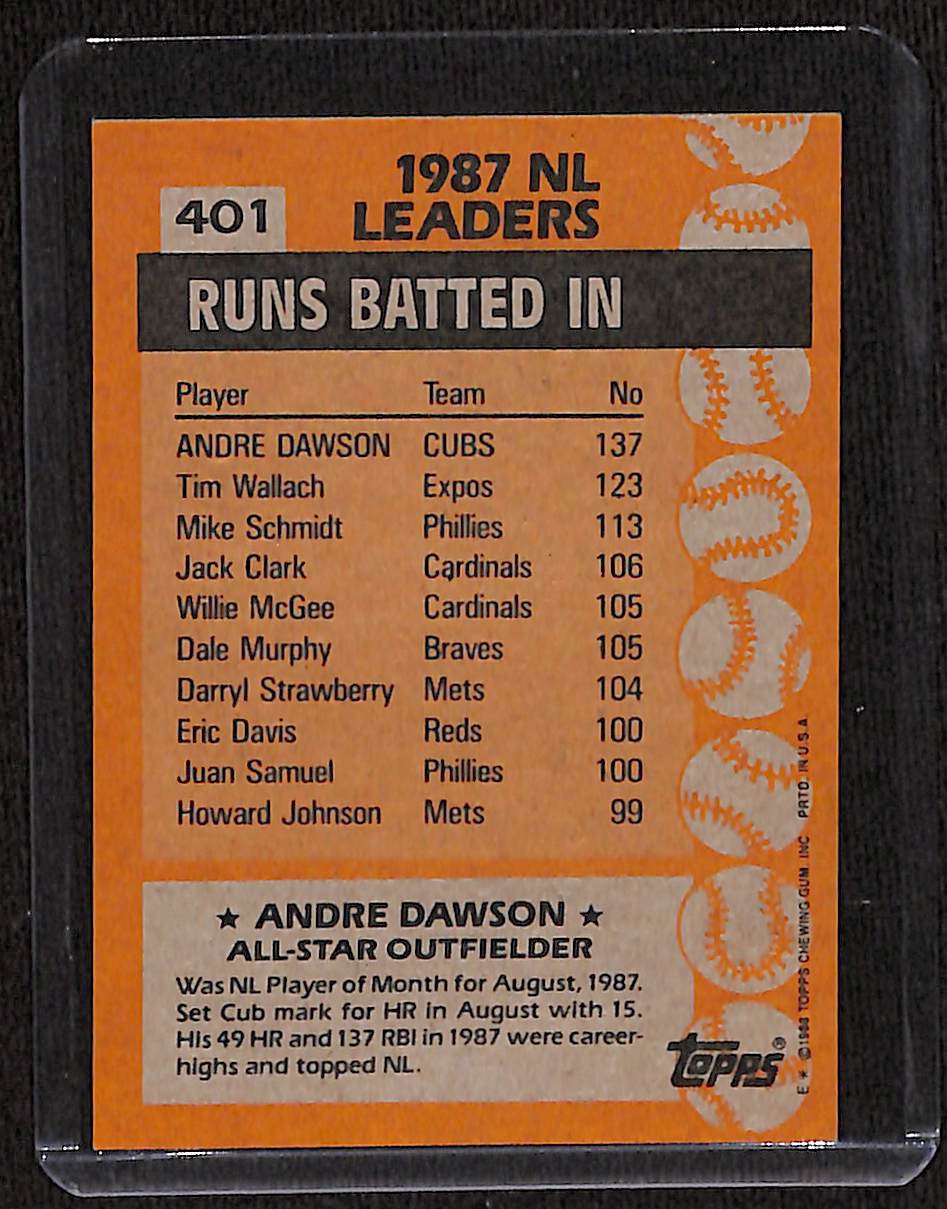 1987 NL
LEADERS
401
RUNS BATTED IN
Player Team No
ANDRE DAWSON CUBS 137
Tim Wallach Expos 123
Mike Schmidt Phillies 113
Jack Clark Cardinals 106
Willie McGee Cardinals 105
Dale Murphy Braves 105
Darryl Strawberry Mets 104
Eric Davis Reds 100
Juan Samuel Phillies 100
Howard Johnson Mets 99
★ ANDRE DAWSON ★
ALL-STAR OUTFIELDER
Was NL Player of Month for August, 1987.
Set Cub mark for HR in August with 15.
His 49 HR and 137 RBI in 1987 were career-
highs and topped NL.
TOPPS®
E * ©1988 TOPPS CHEWING GUM, INC PRTD. IN U.S.A.